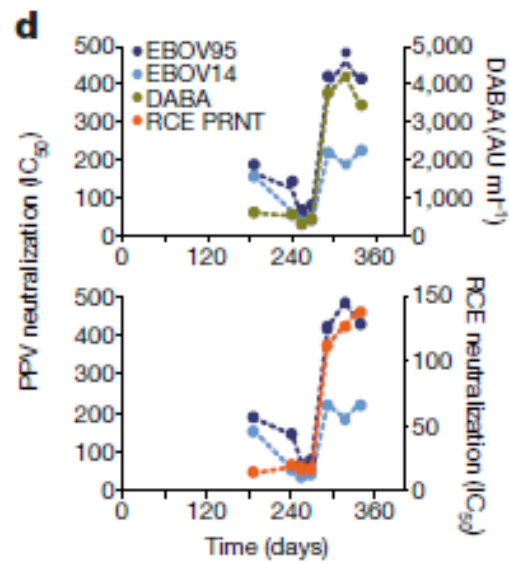 d
PPV neutralization (IC50)
500
400
300
200
100
0
EBOV95
EBOV14
DABA
RCE PRNT
5,000
4,000
3,000
2,000
1,000
0
DABA (AU ml⁻¹)
0 120 240 360
500
400
300
200
100
0
150
100
50
0
RCE neutralization (IC50)
0 120 240 360
Time (days)